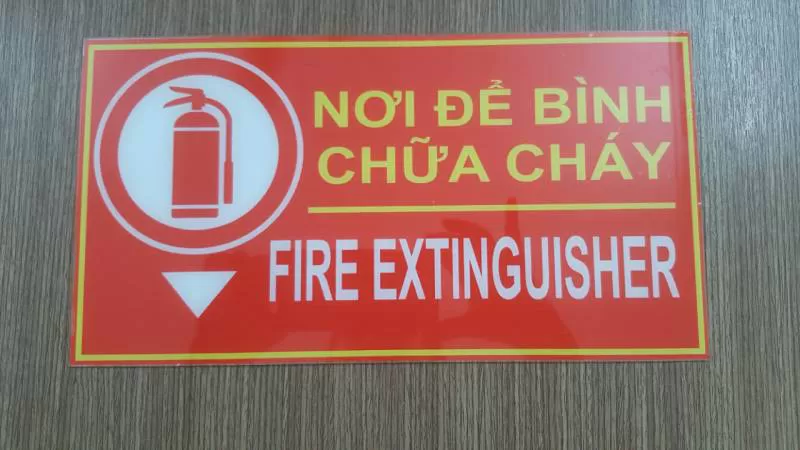 NƠI ĐỂ BÌNH
CHỮA CHÁY
FIRE EXTINGUISHER